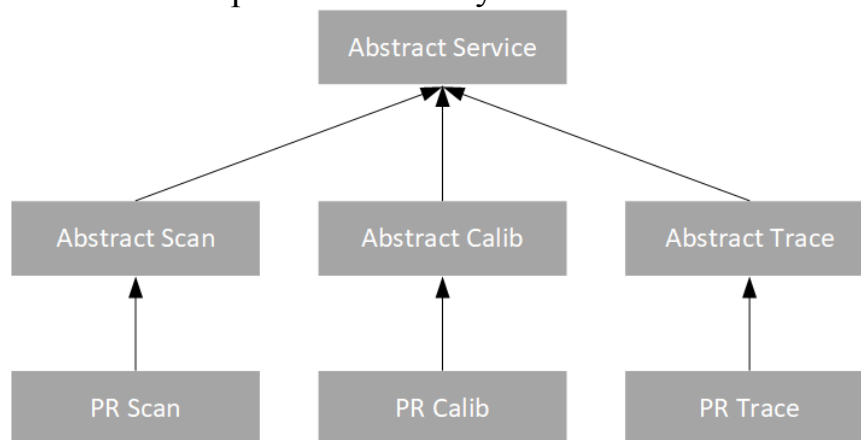 Abstract Service
Abstract Scan Abstract Calib Abstract Trace
PR Scan PR Calib PR Trace